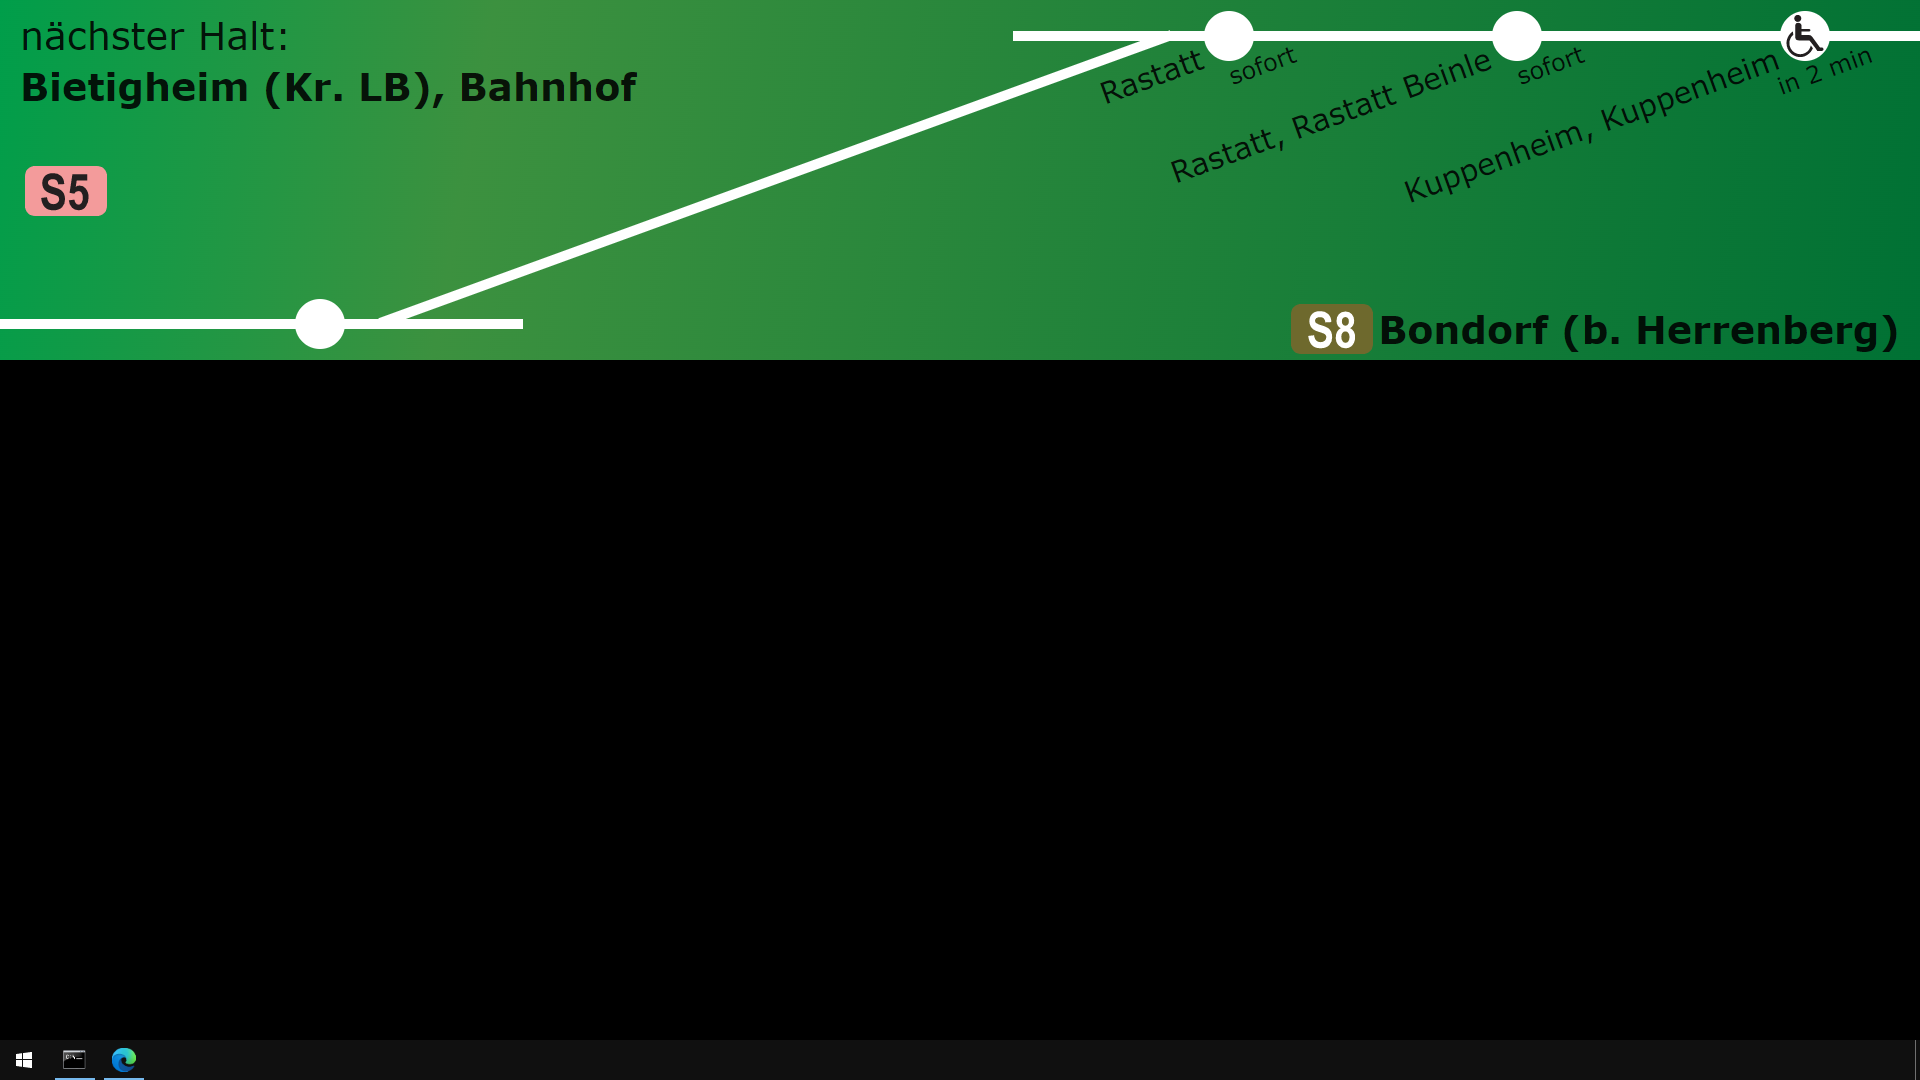 nächster Halt:
Bietigheim (Kr. LB), Bahnhof
S5
Rastatt
sofort
Rastatt, Rastatt Beinle
sofort
Kuppenheim, Kuppenheim
in 2 min
S8 Bondorf (b. Herrenberg)